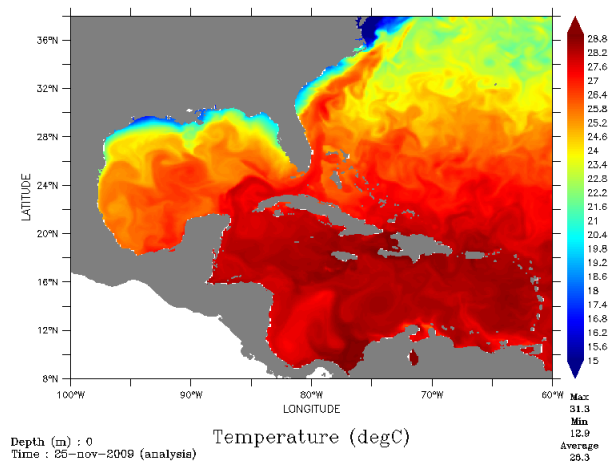 36°N
32°N
28°N
24°N
20°N
16°N
12°N
8°N
LATITUDE
100°W
90°W
80°W
70°W
60°W
LONGITUDE
28.8
28.2
27.6
27
26.4
25.8
25.2
24.6
24
23.4
22.8
22.2
21.6
21
20.4
19.8
19.2
18.6
18
17.4
16.8
16.2
15.6
15
Max
31.3
Min
12.9
Average
26.3
Temperature (degC)
Depth (m) : 0
Time : 25-nov-2009 (analysis)